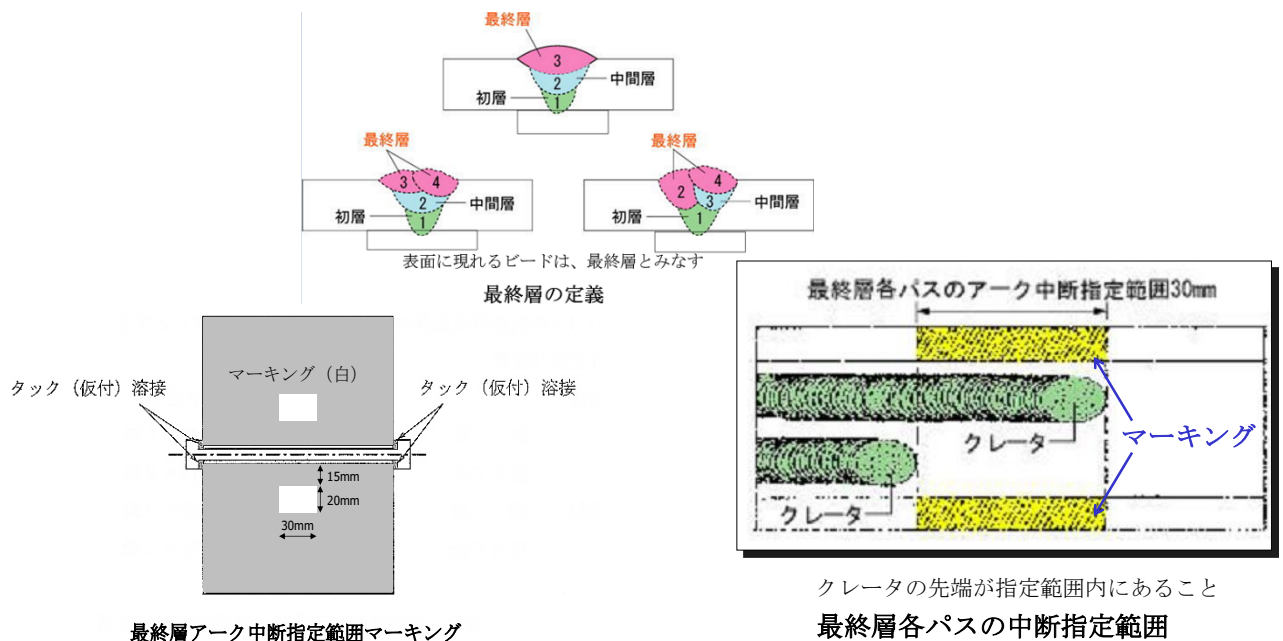 最終層
3
2
中間層
初層
1
最終層
3
4
2
中間層
初層
1
最終層
4
2
3
中間層
初層
1
表面に現れるビードは、最終層とみなす
最終層の定義
マーキング（白）
タック（仮付）溶接
タック（仮付）溶接
15mm
20mm
30mm
最終層アーク中断指定範囲マーキング
最終層各パスのアーク中断指定範囲30mm
クレータ
マーキング
クレータ
クレータの先端が指定範囲内にあること
最終層各パスの中断指定範囲